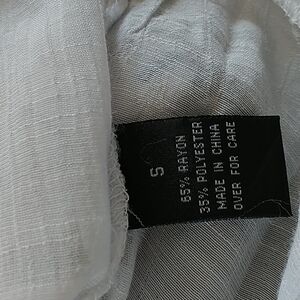 S
65% RAYON
35% POLYESTER
MADE IN CHINA
OVER FOR CARE